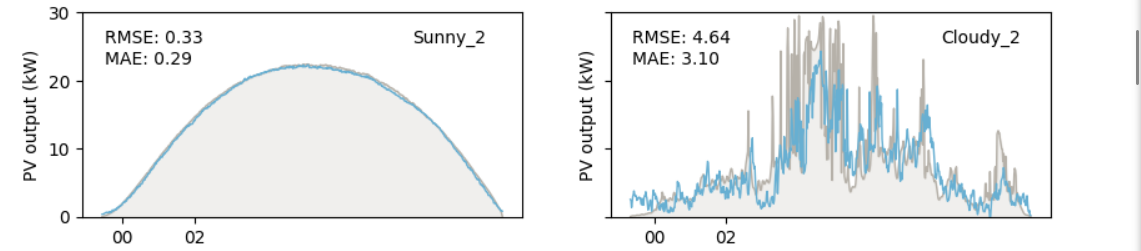 30
20
10
0
PV output (kW)
RMSE: 0.33
MAE: 0.29
Sunny_2
00 02
PV output (kW)
RMSE: 4.64
MAE: 3.10
Cloudy_2
00 02